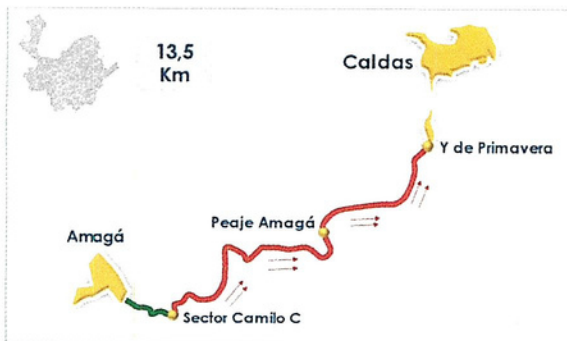 13,5
Km
Caldas
Y de Primavera
Peaje Amagá
Amagá
Sector Camilo C